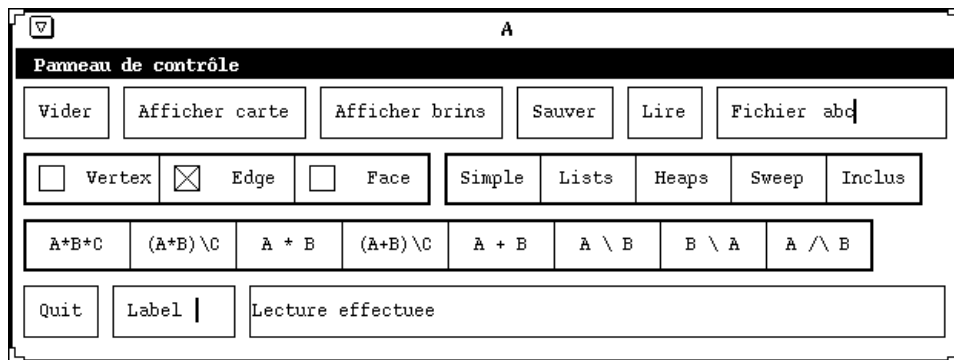 A
Panneau de contrôle
Vider Afficher carte Afficher brins Sauver Lire Fichier abc
Vertex Edge Face Simple Lists Heaps Sweep Inclus
A*B*C (A*B)\C A * B (A+B)\C A + B A \ B B \ A A /\ B
Quit Label Lecture effectuee